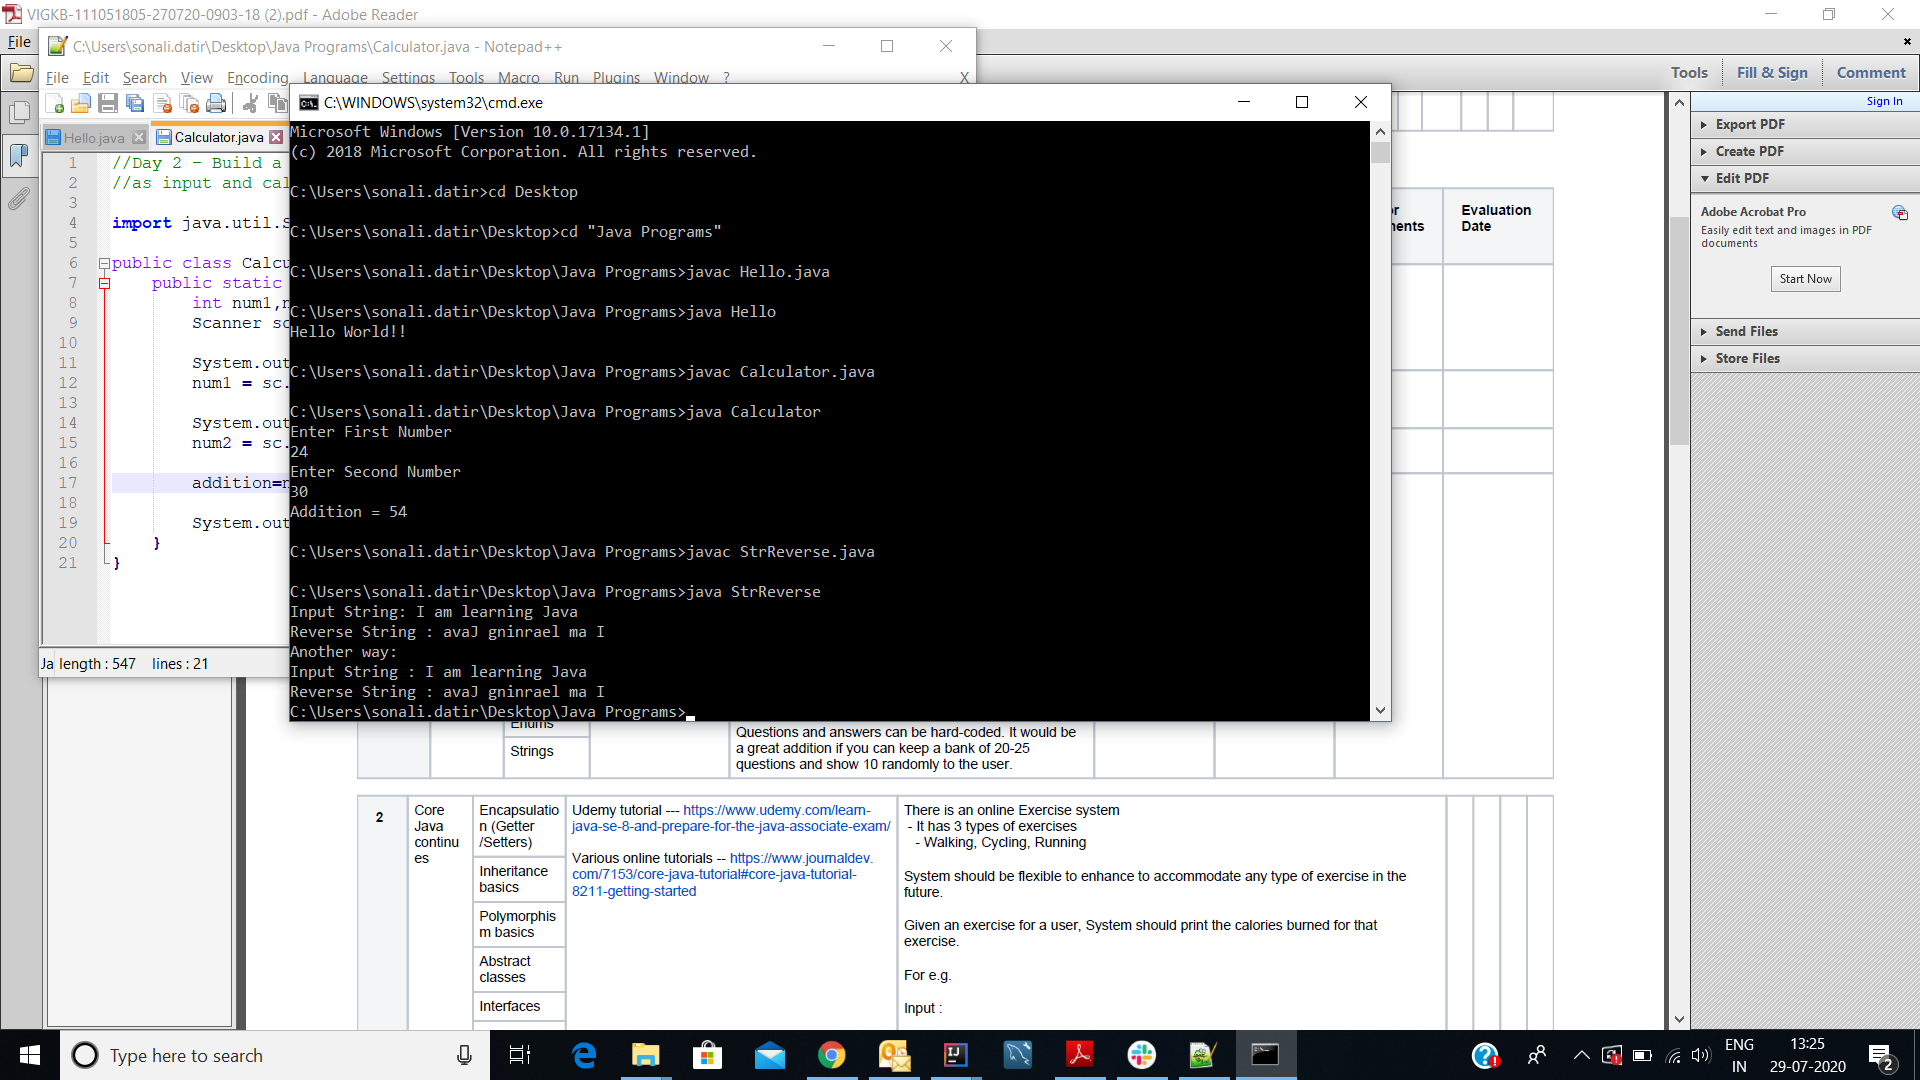 VIGKB-111051805-270720-0903-18 (2).pdf - Adobe Reader
File
C:\Users\sonali.datir\Desktop\Java Programs\Calculator.java - Notepad++
File Edit Search View Encoding Language Settings Tools Macro Run Plugins Window ? X
Hello.java Calculator.java
1 //Day 2 - Build a
2 //as input and cal
3
4 import java.util.S
5
6 public class Calcu
7 public static
8 int num1,n
9 Scanner sc
10
11 System.out
12 num1 = sc.
13
14 System.out
15 num2 = sc.
16
17 addition=n
18
19 System.out
20 }
21 }
Ja length : 547 lines : 21
C:\WINDOWS\system32\cmd.exe
Microsoft Windows [Version 10.0.17134.1]
(c) 2018 Microsoft Corporation. All rights reserved.
C:\Users\sonali.datir>cd Desktop
C:\Users\sonali.datir\Desktop>cd "Java Programs"
C:\Users\sonali.datir\Desktop\Java Programs>javac Hello.java
C:\Users\sonali.datir\Desktop\Java Programs>java Hello
Hello World!!
C:\Users\sonali.datir\Desktop\Java Programs>javac Calculator.java
C:\Users\sonali.datir\Desktop\Java Programs>java Calculator
Enter First Number
24
Enter Second Number
30
Addition = 54
C:\Users\sonali.datir\Desktop\Java Programs>javac StrReverse.java
C:\Users\sonali.datir\Desktop\Java Programs>java StrReverse
Input String: I am learning Java
Reverse String : avaJ gninrael ma I
Another way:
Input String : I am learning Java
Reverse String : avaJ gninrael ma I
C:\Users\sonali.datir\Desktop\Java Programs>
Tools Fill & Sign Comment
Sign In
Export PDF
Create PDF
Edit PDF
Adobe Acrobat Pro
Easily edit text and images in PDF
documents
Start Now
Send Files
Store Files
Evaluation
Date
Enums
Strings
Questions and answers can be hard-coded. It would be
a great addition if you can keep a bank of 20-25
questions and show 10 randomly to the user.
2
Core
Java
continu
es
Encapsulatio
n (Getter
/Setters)
Inheritance
basics
Polymorphis
m basics
Abstract
classes
Interfaces
Udemy tutorial --- https://www.udemy.com/learn-
java-se-8-and-prepare-for-the-java-associate-exam/
Various online tutorials -- https://www.journaldev.
com/7153/core-java-tutorial#core-java-tutorial-
8211-getting-started
There is an online Exercise system
- It has 3 types of exercises
- Walking, Cycling, Running
System should be flexible to enhance to accommodate any type of exercise in the
future.
Given an exercise for a user, System should print the calories burned for that
exercise.
For e.g.
Input :
Type here to search
ENG
IN
13:25
29-07-2020
2